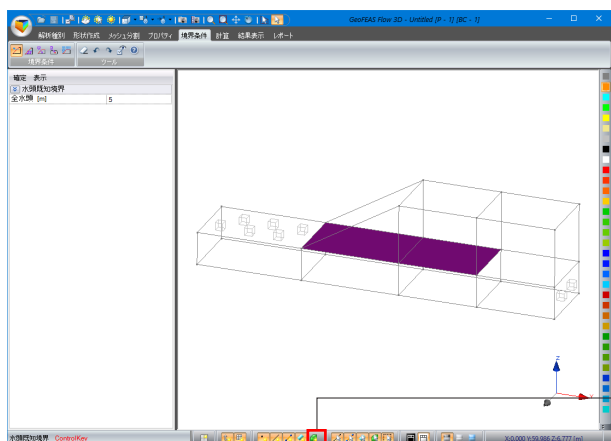 GeoFEAS Flow 3D - Untitled [P - 1] [BC - 1]
解析種別 形状作成 メッシュ分割 プロパティ 境界条件 計算 結果表示 レポート
境界条件 ツール
確定 表示
水頭既知境界
全水頭 [m] 5
z
x
水頭既知境界 ControlKey
X:0.000 Y:59.986 Z:6.777 [m]